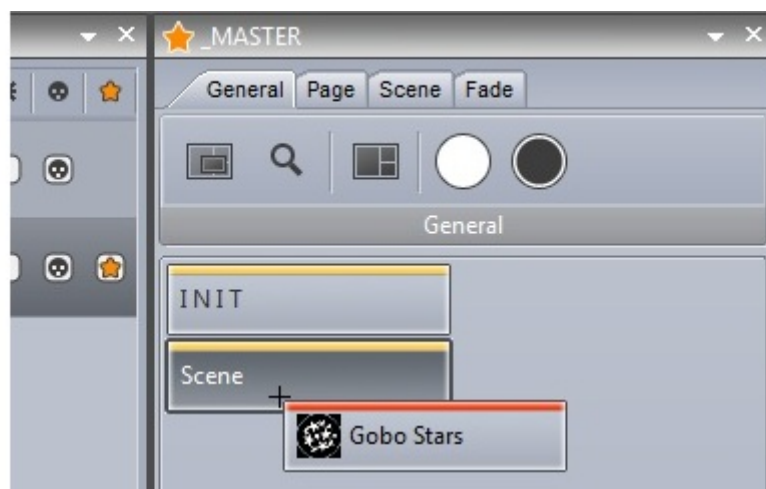 _MASTER
General Page Scene Fade
General
INIT
Scene
Gobo Stars